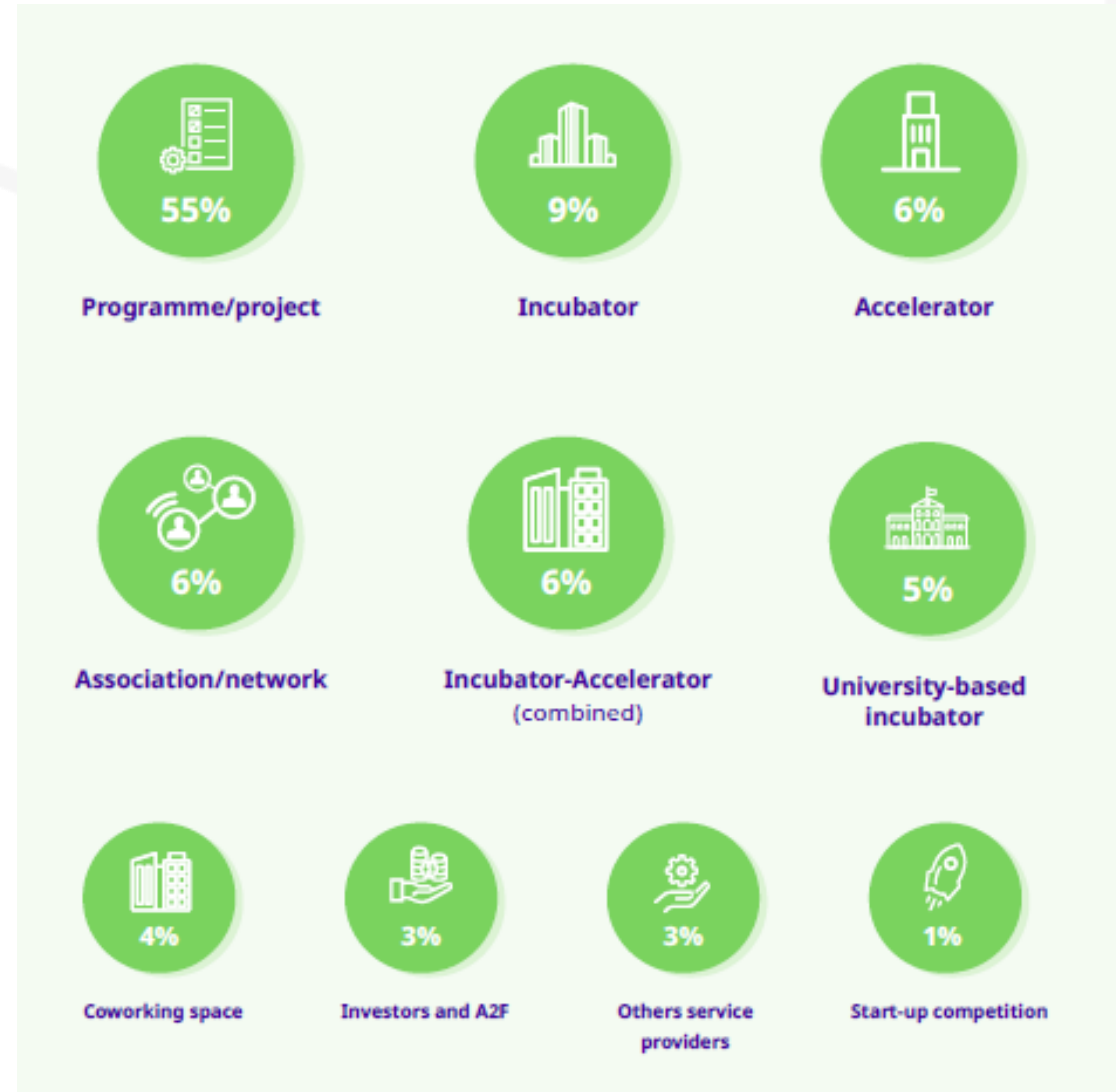 55%
9%
6%
Programme/project
Incubator
Accelerator
6%
6%
5%
Association/network
Incubator-Accelerator
(combined)
University-based
incubator
4%
3%
3%
1%
Coworking space
Investors and A2F
Others service
providers
Start-up competition